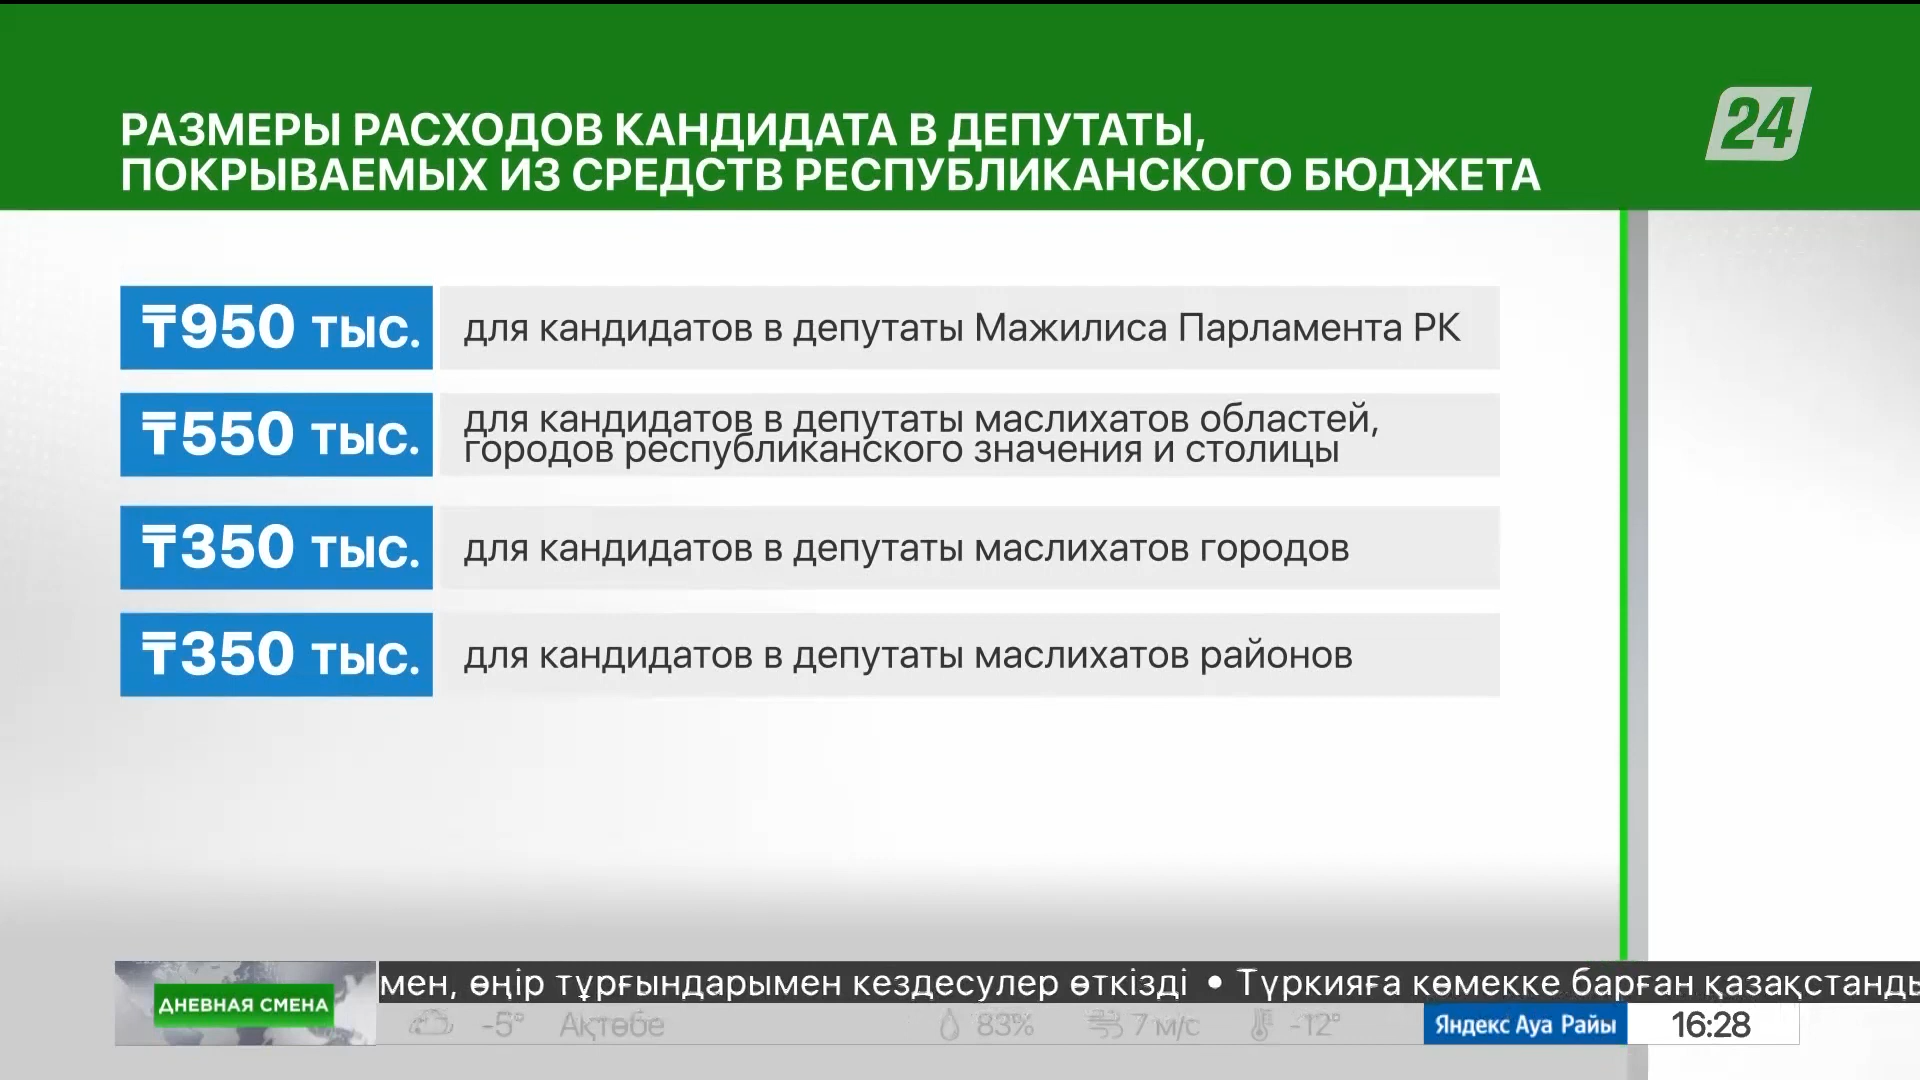 РАЗМЕРЫ РАСХОДОВ КАНДИДАТА В ДЕПУТАТЫ,
ПОКРЫВАЕМЫХ ИЗ СРЕДСТВ РЕСПУБЛИКАНСКОГО БЮДЖЕТА
24
₸950 тыс.
для кандидатов в депутаты Мажилиса Парламента РК
₸550 тыс.
для кандидатов в депутаты маслихатов областей,
городов республиканского значения и столицы
₸350 тыс.
для кандидатов в депутаты маслихатов городов
₸350 тыс.
для кандидатов в депутаты маслихатов районов
мен, өңір тұрғындарымен кездесулер өткізді • Түркияға көмекке барған қазақстанды
ДНЕВНАЯ СМЕНА
-5° Ақтөбе 83% 7 м/с -12° Яндекс Ауа Райы 16:28